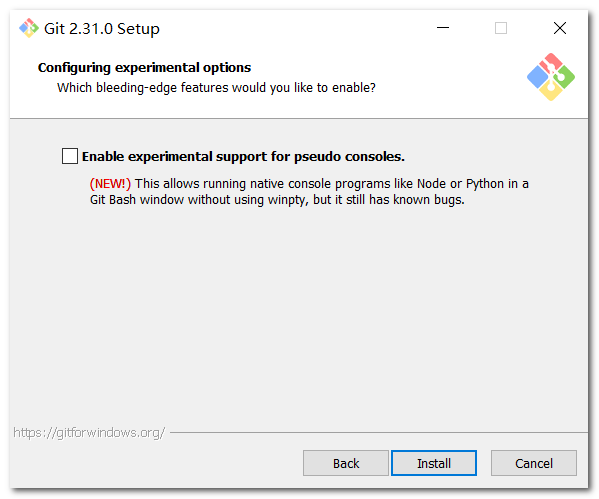 Git 2.31.0 Setup
Configuring experimental options
Which bleeding-edge features would you like to enable?
Enable experimental support for pseudo consoles.
(NEW!) This allows running native console programs like Node or Python in a
Git Bash window without using winpty, but it still has known bugs.
https://gitforwindows.org/
Back
Install
Cancel